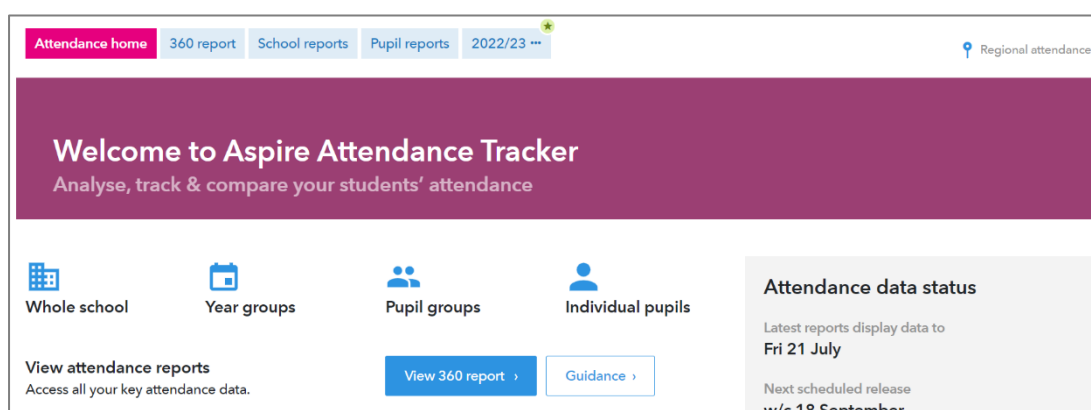 Attendance home 360 report School reports Pupil reports 2022/23 ···
Regional attendance
Welcome to Aspire Attendance Tracker
Analyse, track & compare your students' attendance
Whole school Year groups Pupil groups Individual pupils
View attendance reports
Access all your key attendance data.
View 360 report › Guidance ›
Attendance data status
Latest reports display data to
Fri 21 July
Next scheduled release
w/c 18 September